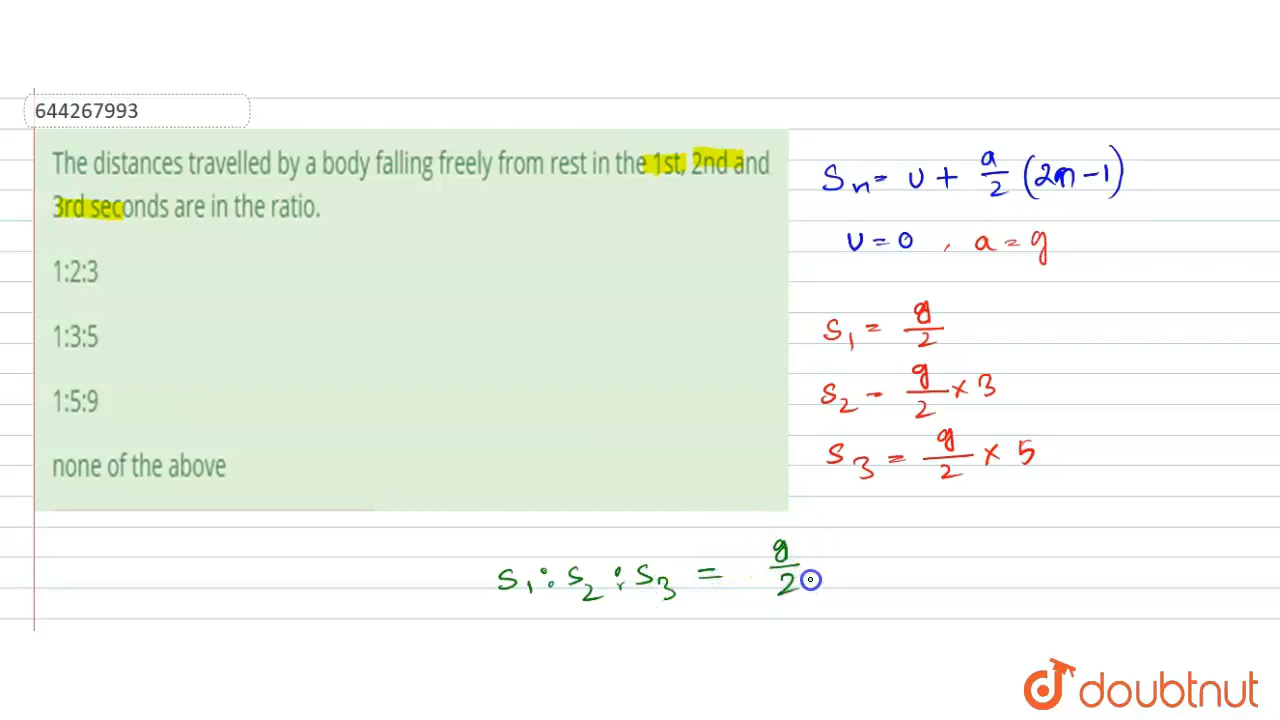 644267993
The distances travelled by a body falling freely from rest in the 1st, 2nd and
3rd seconds are in the ratio.
1:2:3
1:3:5
1:5:9
none of the above
Sn = u + a/2 (2n-1)
u = 0 , a = g
S1 = g/2
S2 - g/2 × 3
S3 = g/2 × 5
S1 : S2 : S3 = g/2
doubtnut